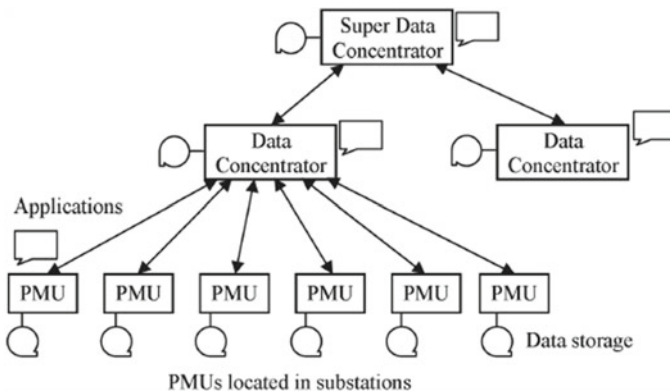 Super Data
Concentrator
Data
Concentrator
Data
Concentrator
Applications
PMU
PMU
PMU
PMU
PMU
PMU
Data storage
PMUs located in substations